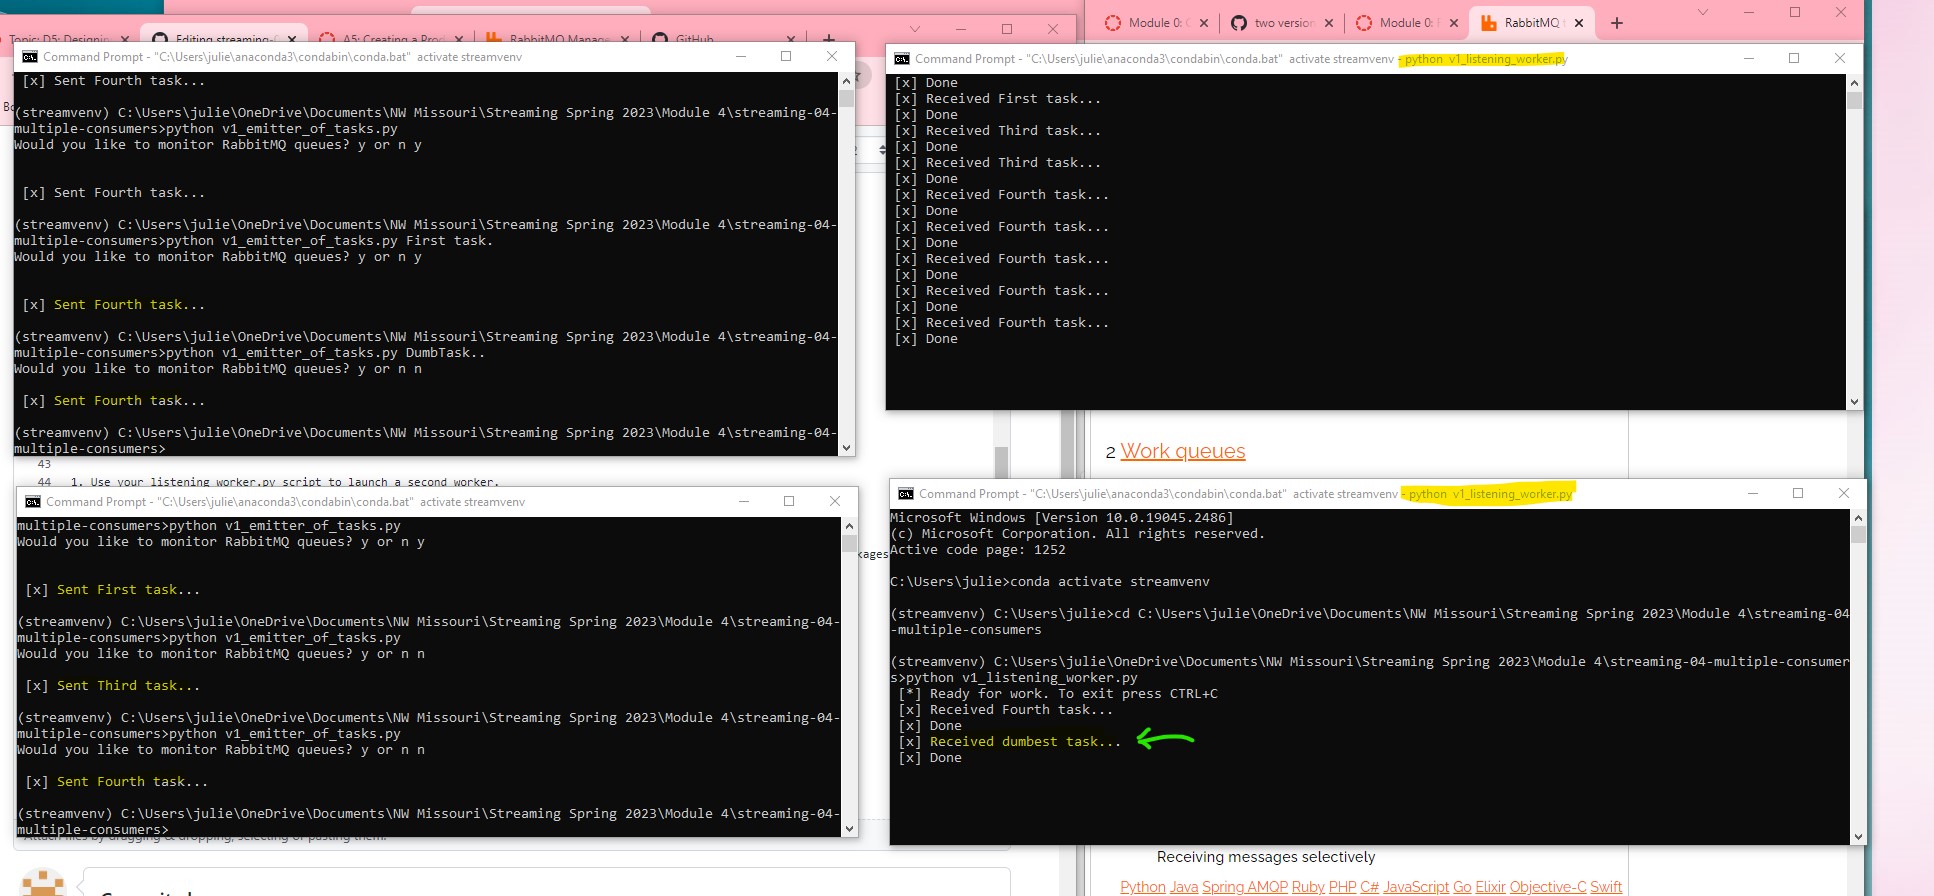 Topic: D5: Designin
Editing streaming-
A5: Creating a Prod
RabbitMQ Manage
GitHub
Module 0:
two version
Module 0:
RabbitMQ
Command Prompt - "C:\Users\julie\anaconda3\condabin\conda.bat"  activate streamvenv
[x] Sent Fourth task...
(streamvenv) C:\Users\julie\OneDrive\Documents\NW Missouri\Streaming Spring 2023\Module 4\streaming-04-
multiple-consumers>python v1_emitter_of_tasks.py
Would you like to monitor RabbitMQ queues? y or n y
[x] Sent Fourth task...
(streamvenv) C:\Users\julie\OneDrive\Documents\NW Missouri\Streaming Spring 2023\Module 4\streaming-04-
multiple-consumers>python v1_emitter_of_tasks.py First task.
Would you like to monitor RabbitMQ queues? y or n y
[x] Sent Fourth task...
(streamvenv) C:\Users\julie\OneDrive\Documents\NW Missouri\Streaming Spring 2023\Module 4\streaming-04-
multiple-consumers>python v1_emitter_of_tasks.py DumbTask..
Would you like to monitor RabbitMQ queues? y or n n
[x] Sent Fourth task...
(streamvenv) C:\Users\julie\OneDrive\Documents\NW Missouri\Streaming Spring 2023\Module 4\streaming-04-
multiple-consumers>
Command Prompt - "C:\Users\julie\anaconda3\condabin\conda.bat"  activate streamvenv - python  v1_listening_worker.py
[x] Done
[x] Received First task...
[x] Done
[x] Received Third task...
[x] Done
[x] Received Third task...
[x] Done
[x] Received Fourth task...
[x] Done
[x] Received Fourth task...
[x] Done
[x] Received Fourth task...
[x] Done
[x] Received Fourth task...
[x] Done
[x] Received Fourth task...
[x] Done
43
44 1. Use your listening_worker.py script to launch a second worker.
2 Work queues
Command Prompt - "C:\Users\julie\anaconda3\condabin\conda.bat"  activate streamvenv
multiple-consumers>python v1_emitter_of_tasks.py
Would you like to monitor RabbitMQ queues? y or n y
[x] Sent First task...
(streamvenv) C:\Users\julie\OneDrive\Documents\NW Missouri\Streaming Spring 2023\Module 4\streaming-04-
multiple-consumers>python v1_emitter_of_tasks.py
Would you like to monitor RabbitMQ queues? y or n n
[x] Sent Third task...
(streamvenv) C:\Users\julie\OneDrive\Documents\NW Missouri\Streaming Spring 2023\Module 4\streaming-04-
multiple-consumers>python v1_emitter_of_tasks.py
Would you like to monitor RabbitMQ queues? y or n n
[x] Sent Fourth task...
(streamvenv) C:\Users\julie\OneDrive\Documents\NW Missouri\Streaming Spring 2023\Module 4\streaming-04-
multiple-consumers>
kages
Attach files by dragging & dropping, selecting or pasting them.
Command Prompt - "C:\Users\julie\anaconda3\condabin\conda.bat"  activate streamvenv - python  v1_listening_worker.py
Microsoft Windows [Version 10.0.19045.2486]
(c) Microsoft Corporation. All rights reserved.
Active code page: 1252
C:\Users\julie>conda activate streamvenv
(streamvenv) C:\Users\julie>cd C:\Users\julie\OneDrive\Documents\NW Missouri\Streaming Spring 2023\Module 4\streaming-04
-multiple-consumers
(streamvenv) C:\Users\julie\OneDrive\Documents\NW Missouri\Streaming Spring 2023\Module 4\streaming-04-multiple-consumer
s>python v1_listening_worker.py
[*] Ready for work. To exit press CTRL+C
[x] Received Fourth task...
[x] Done
[x] Received dumbest task...
[x] Done
Receiving messages selectively
Python Java Spring AMQP Ruby PHP C# JavaScript Go Elixir Objective-C Swift